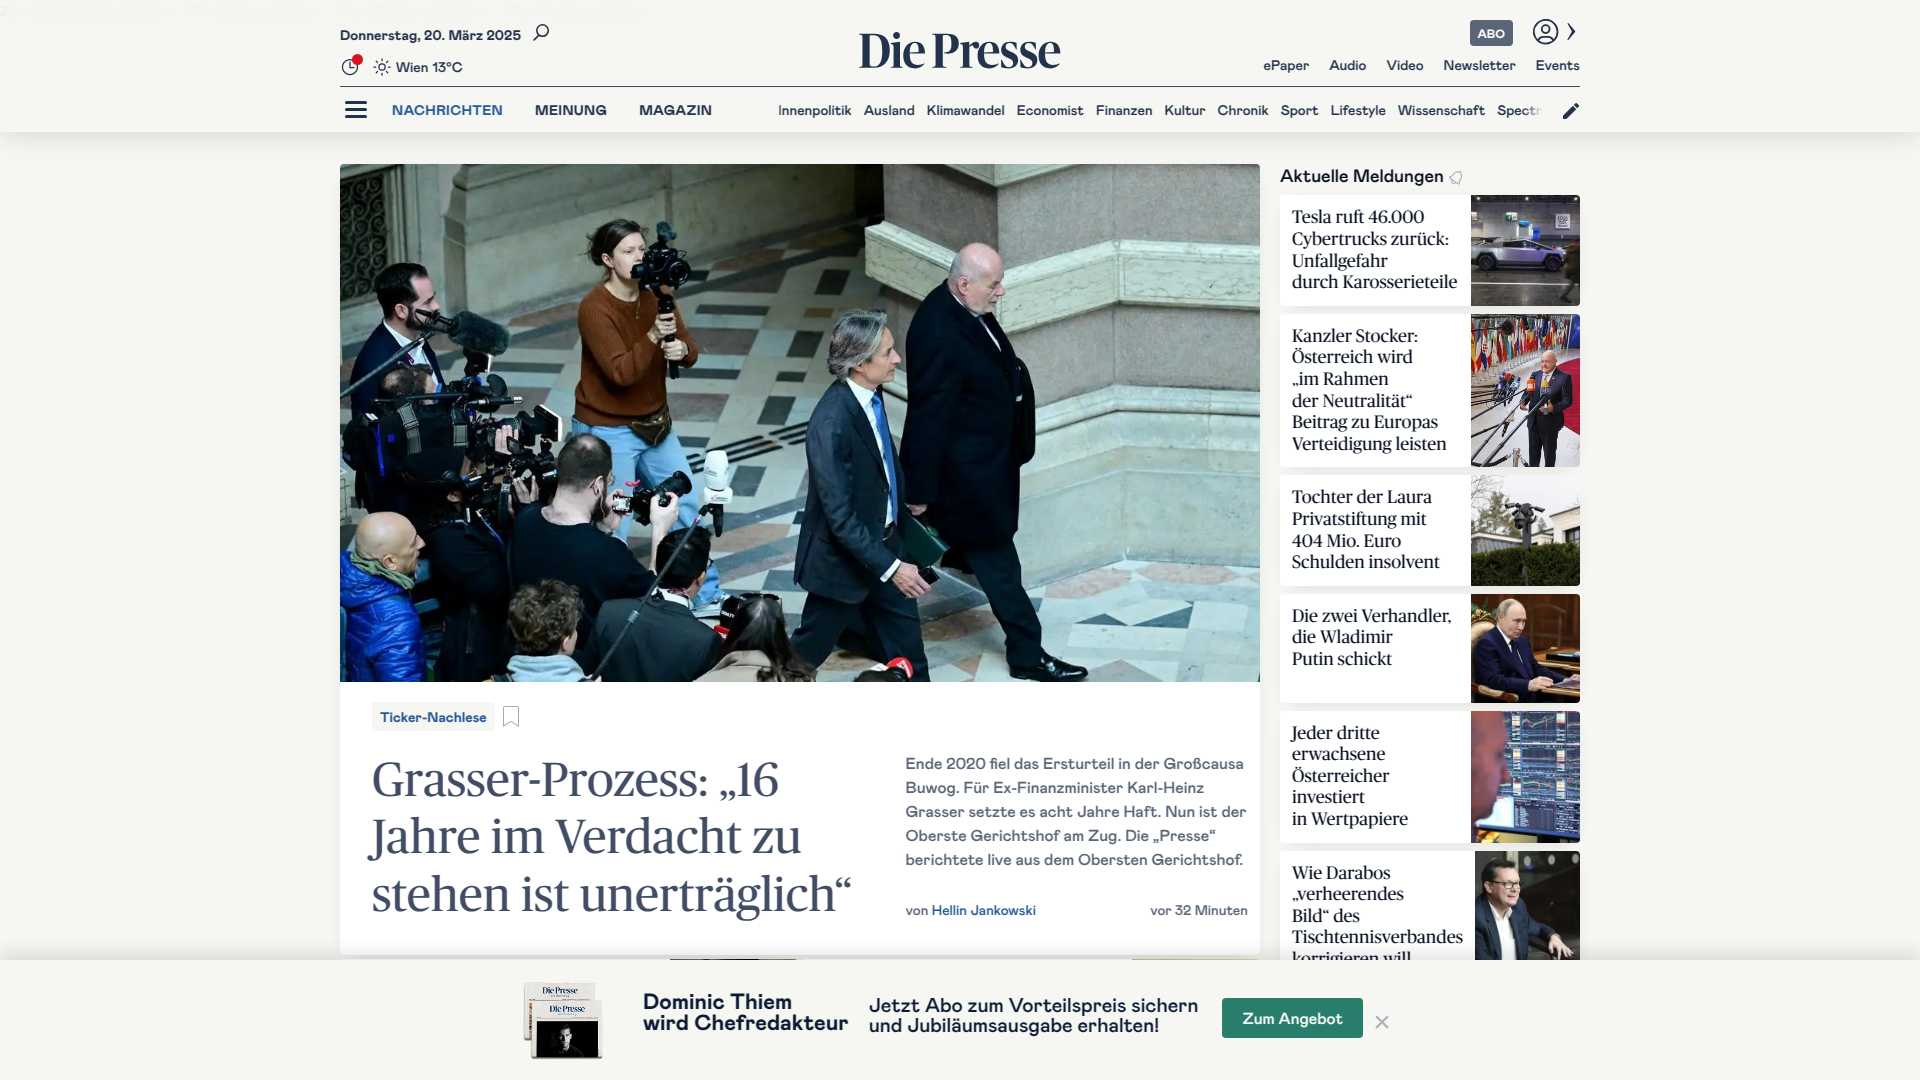 Donnerstag, 20. März 2025
Wien 13°C
Die Presse
ABO
ePaper Audio Video Newsletter Events
NACHRICHTEN MEINUNG MAGAZIN
Innenpolitik Ausland Klimawandel Economist Finanzen Kultur Chronik Sport Lifestyle Wissenschaft Spectr
Ticker-Nachlese
Grasser-Prozess: „16
Jahre im Verdacht zu
stehen ist unerträglich“
Ende 2020 fiel das Ersturteil in der Großcausa
Buwog. Für Ex-Finanzminister Karl-Heinz
Grasser setzte es acht Jahre Haft. Nun ist der
Oberste Gerichtshof am Zug. Die „Presse“
berichtete live aus dem Obersten Gerichtshof.
von Hellin Jankowski
vor 32 Minuten
Aktuelle Meldungen
Tesla ruft 46.000
Cybertrucks zurück:
Unfallgefahr
durch Karosserieteile
Kanzler Stocker:
Österreich wird
„im Rahmen
der Neutralität“
Beitrag zu Europas
Verteidigung leisten
Tochter der Laura
Privatstiftung mit
404 Mio. Euro
Schulden insolvent
Die zwei Verhandler,
die Wladimir
Putin schickt
Jeder dritte
erwachsene
Österreicher
investiert
in Wertpapiere
Wie Darabos
„verheerendes
Bild“ des
Tischtennisverbandes
korrigieren will
Die Presse
Die Presse
Dominic Thiem
wird Chefredakteur
Jetzt Abo zum Vorteilspreis sichern
und Jubiläumsausgabe erhalten!
Zum Angebot